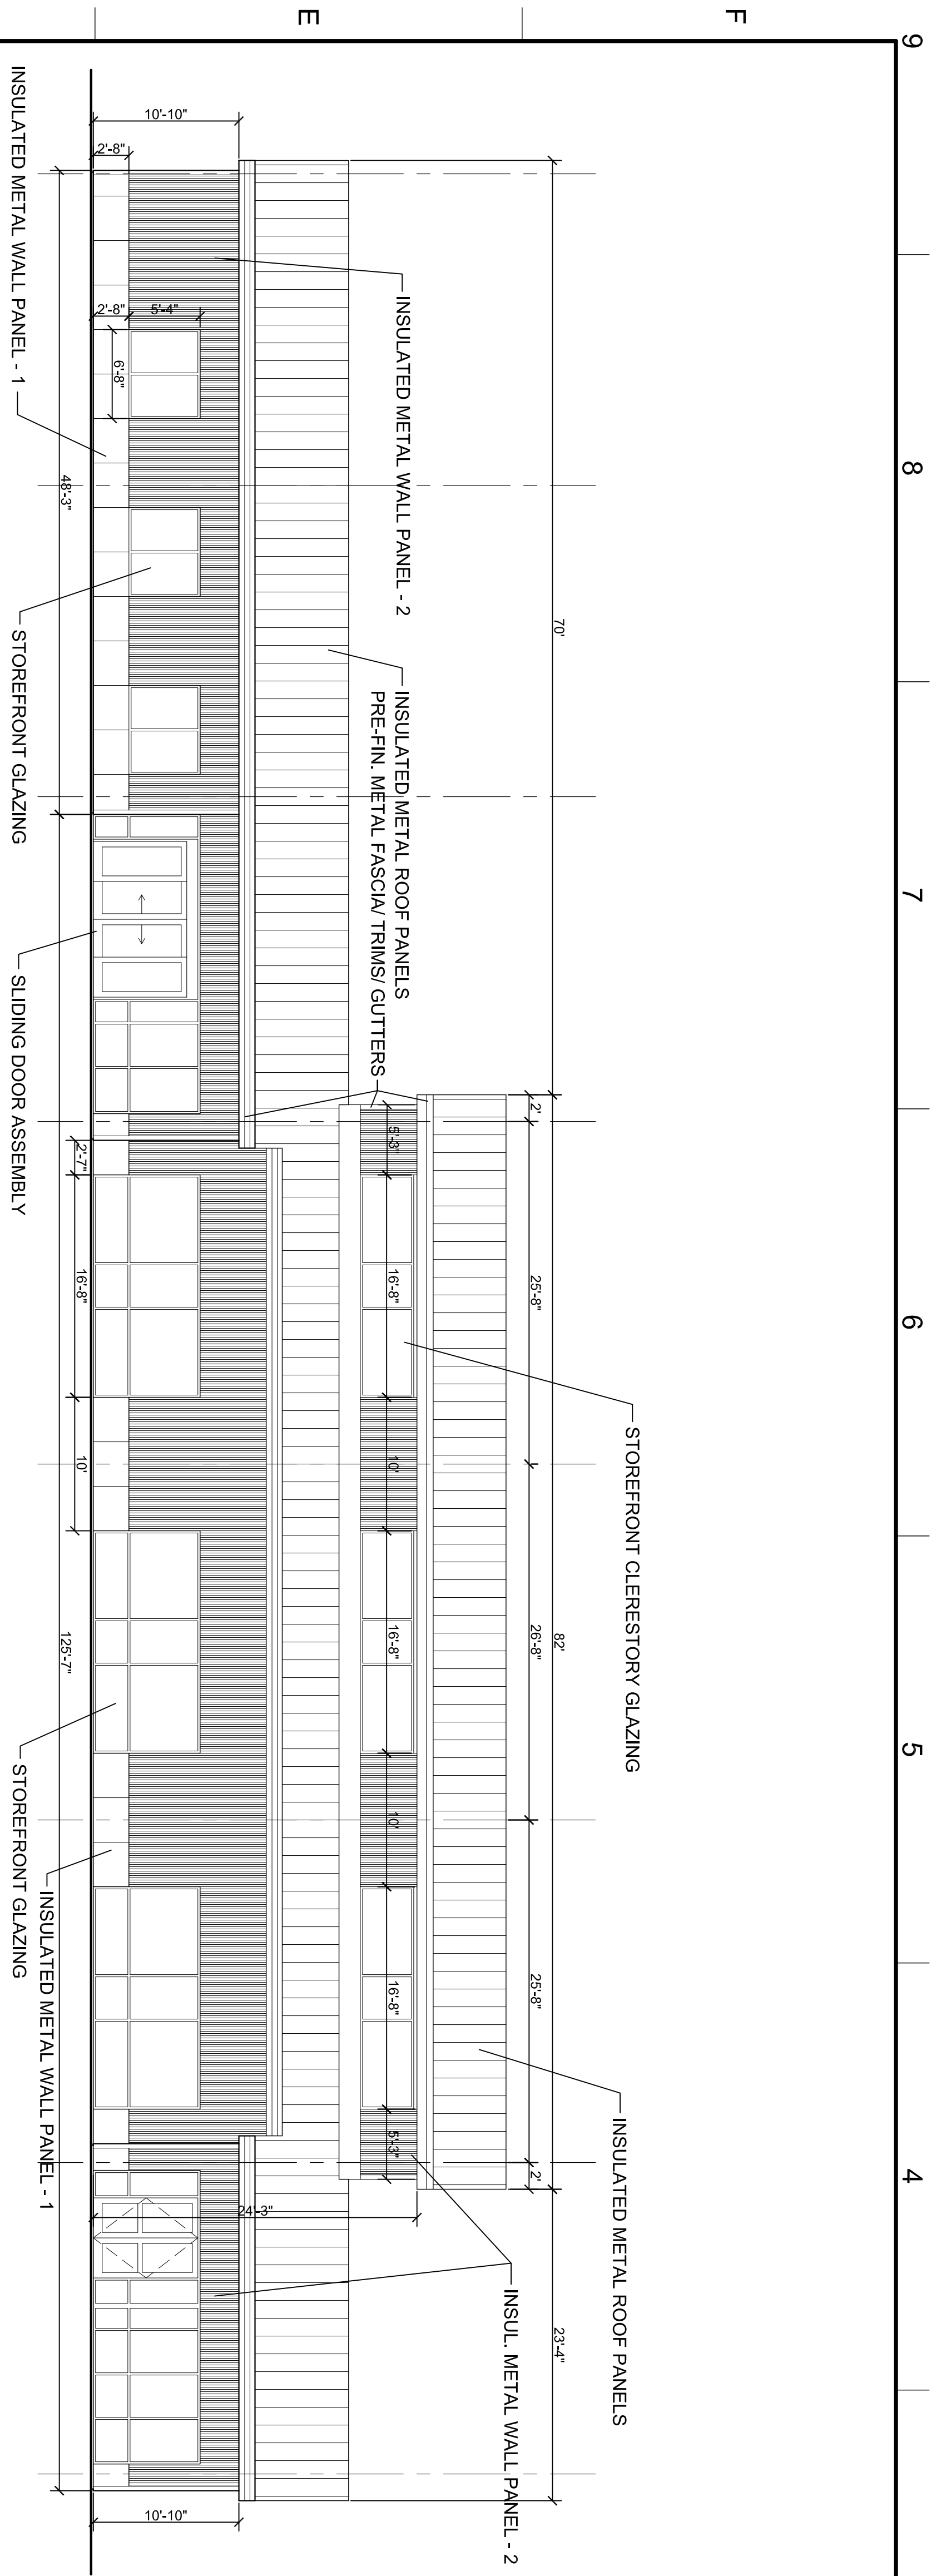 9
8
7
6
5
4
F
E
70'
82'
23'-4"
2'
25'-8"
26'-8"
25'-8"
2'
STOREFRONT CLERESTORY GLAZING
INSULATED METAL ROOF PANELS
INSULATED METAL WALL PANEL - 2
INSULATED METAL ROOF PANELS
PRE-FIN. METAL FASCIA/ TRIMS/ GUTTERS
INSUL. METAL WALL PANEL - 2
5'-3"
16'-8"
10'
16'-8"
10'
16'-8"
5'-3"
24'-3"
10'-10"
2'-8"
2'-8"
5'-4"
6'-8"
10'-10"
2'-7"
16'-8"
10'
48'-3"
125'-7"
INSULATED METAL WALL PANEL - 1
STOREFRONT GLAZING
SLIDING DOOR ASSEMBLY
STOREFRONT GLAZING
INSULATED METAL WALL PANEL - 1